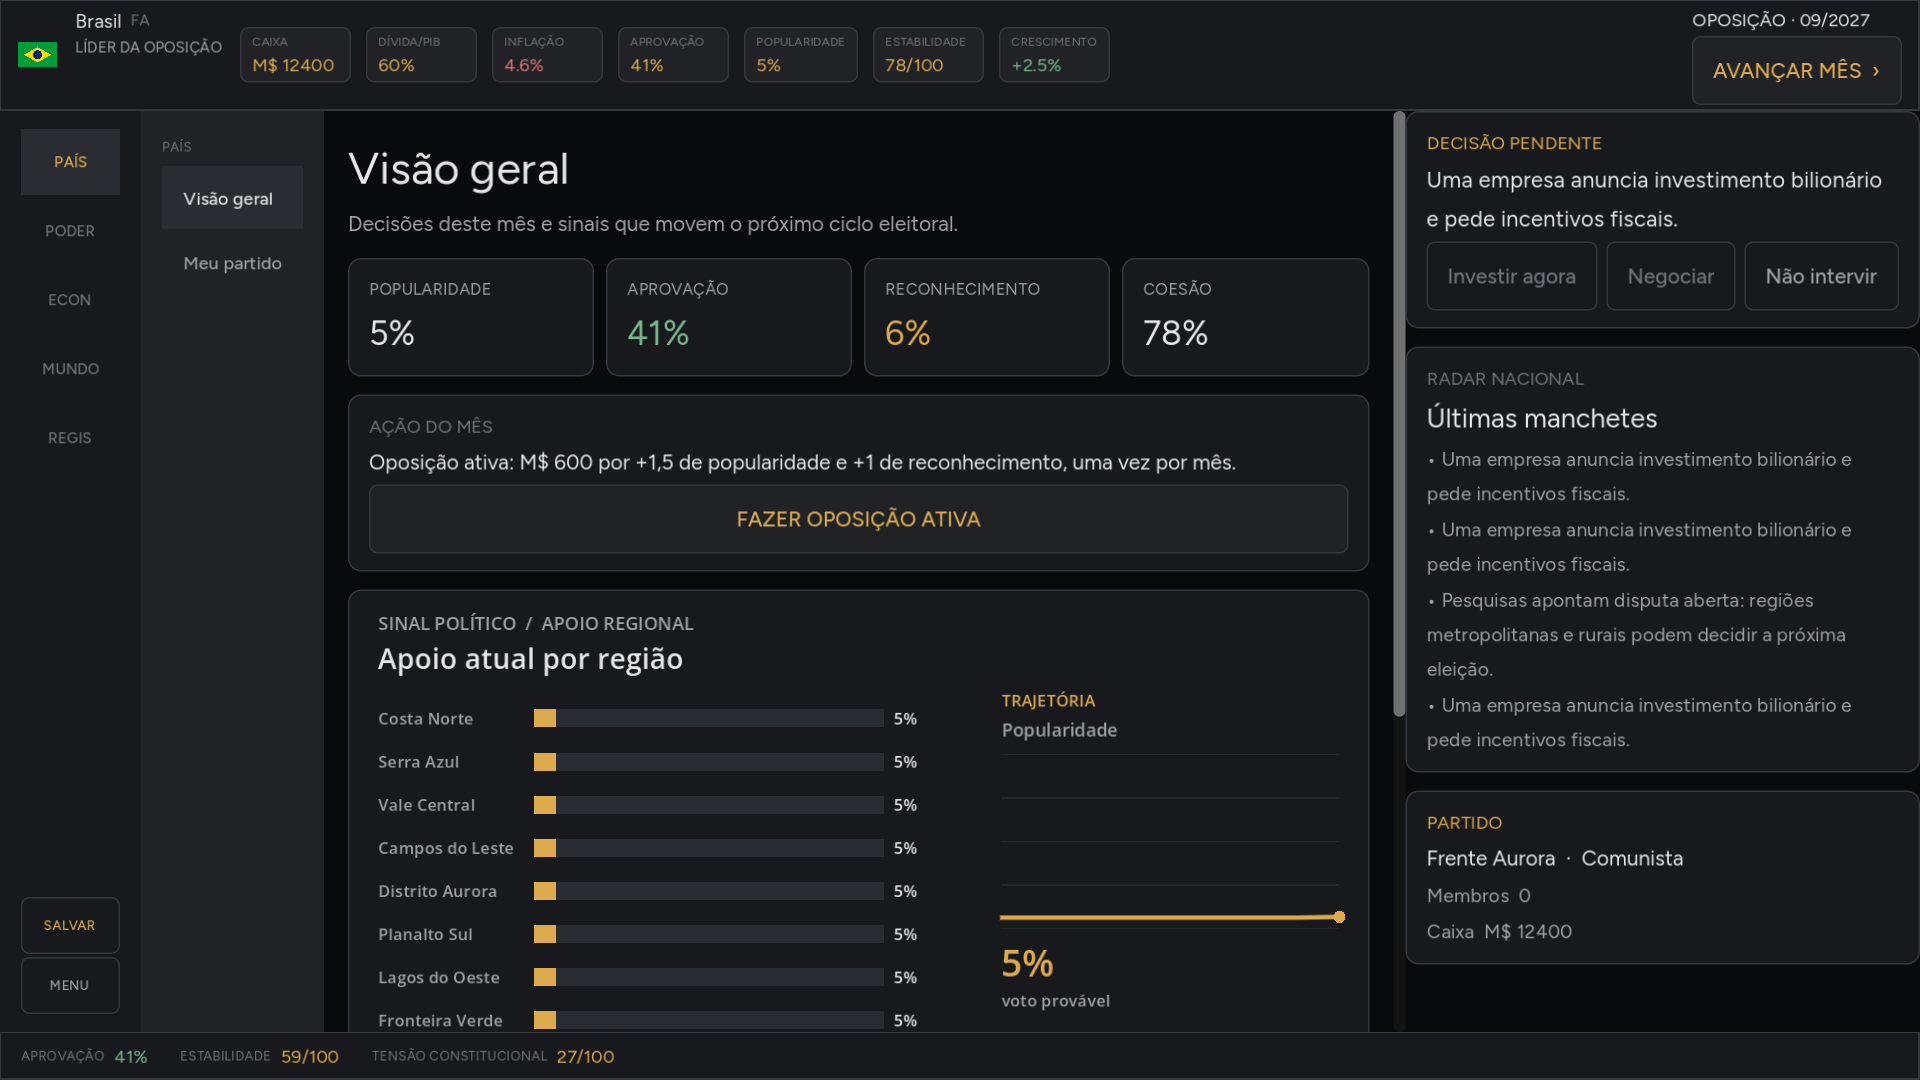 Brasil FA
LÍDER DA OPOSIÇÃO
CAIXA
M$ 12400
DÍVIDA/PIB
60%
INFLAÇÃO
4.6%
APROVAÇÃO
41%
POPULARIDADE
5%
ESTABILIDADE
78/100
CRESCIMENTO
+2.5%
OPOSIÇÃO · 09/2027
AVANÇAR MÊS ›
PAÍS
PODER
ECON
MUNDO
REGIS
SALVAR
MENU
PAÍS
Visão geral
Meu partido
Visão geral
Decisões deste mês e sinais que movem o próximo ciclo eleitoral.
POPULARIDADE
5%
APROVAÇÃO
41%
RECONHECIMENTO
6%
COESÃO
78%
AÇÃO DO MÊS
Oposição ativa: M$ 600 por +1,5 de popularidade e +1 de reconhecimento, uma vez por mês.
FAZER OPOSIÇÃO ATIVA
SINAL POLÍTICO / APOIO REGIONAL
Apoio atual por região
Costa Norte 5%
Serra Azul 5%
Vale Central 5%
Campos do Leste 5%
Distrito Aurora 5%
Planalto Sul 5%
Lagos do Oeste 5%
Fronteira Verde 5%
TRAJETÓRIA
Popularidade
5%
voto provável
DECISÃO PENDENTE
Uma empresa anuncia investimento bilionário
e pede incentivos fiscais.
Investir agora
Negociar
Não intervir
RADAR NACIONAL
Últimas manchetes
• Uma empresa anuncia investimento bilionário e
pede incentivos fiscais.
• Uma empresa anuncia investimento bilionário e
pede incentivos fiscais.
• Pesquisas apontam disputa aberta: regiões
metropolitanas e rurais podem decidir a próxima
eleição.
• Uma empresa anuncia investimento bilionário e
pede incentivos fiscais.
PARTIDO
Frente Aurora · Comunista
Membros 0
Caixa M$ 12400
APROVAÇÃO 41% ESTABILIDADE 59/100 TENSÃO CONSTITUCIONAL 27/100